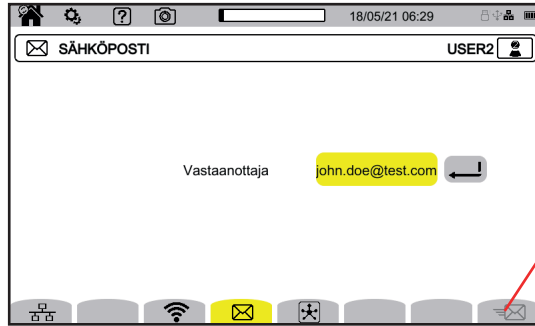 18/05/21 06:29
SÄHKÖPOSTI
USER2
Vastaanottaja
john.doe@test.com